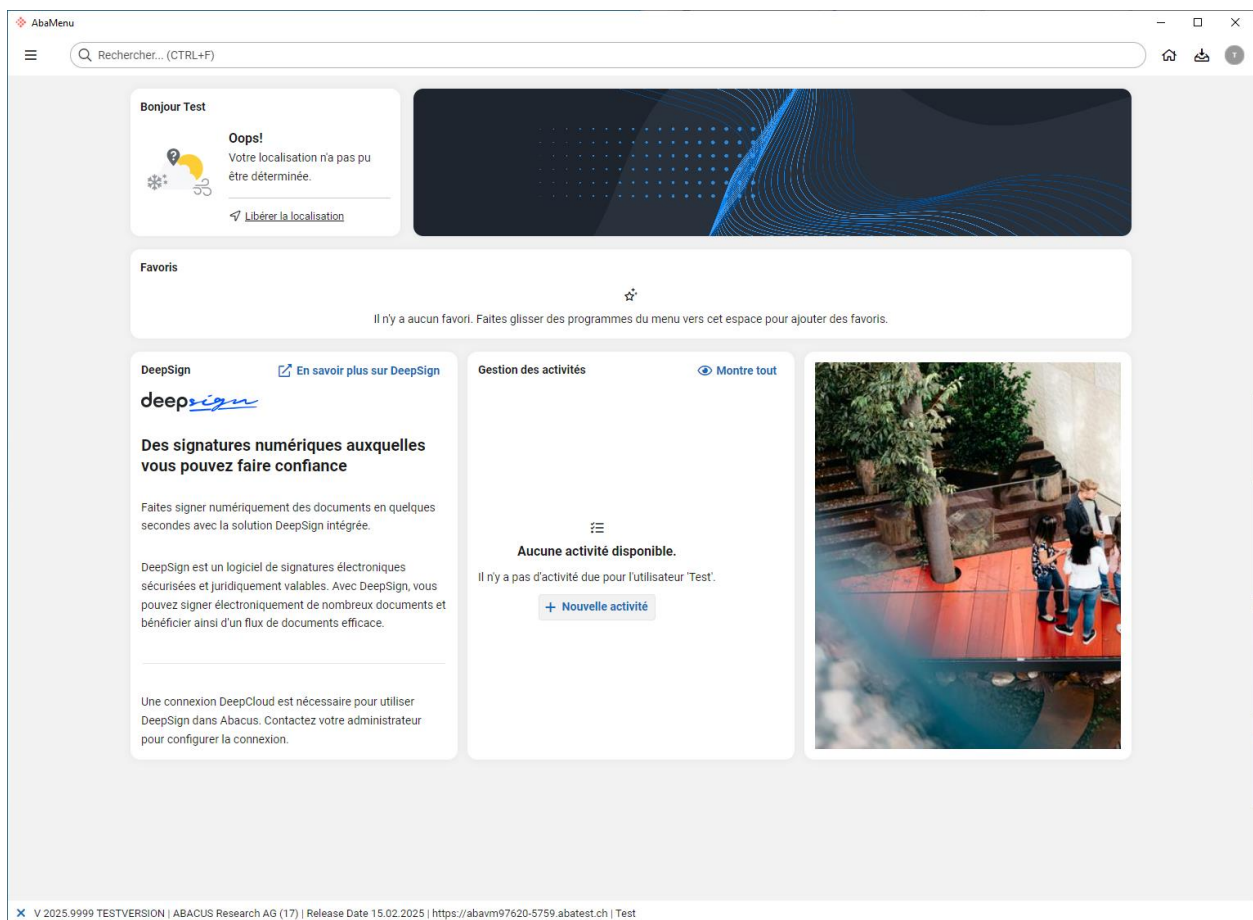 AbaMenu
Rechercher... (CTRL+F)
T
Bonjour Test
Oops!
Votre localisation n'a pas pu
être déterminée.
Libérer la localisation
Favoris
Il n'y a aucun favori. Faites glisser des programmes du menu vers cet espace pour ajouter des favoris.
DeepSign
En savoir plus sur DeepSign
deepsign
Des signatures numériques auxquelles
vous pouvez faire confiance
Faites signer numériquement des documents en quelques
secondes avec la solution DeepSign intégrée.
DeepSign est un logiciel de signatures électroniques
sécurisées et juridiquement valables. Avec DeepSign, vous
pouvez signer électroniquement de nombreux documents et
bénéficier ainsi d'un flux de documents efficace.
Une connexion DeepCloud est nécessaire pour utiliser
DeepSign dans Abacus. Contactez votre administrateur
pour configurer la connexion.
Gestion des activités
Montre tout
Aucune activité disponible.
Il n'y a pas d'activité due pour l'utilisateur 'Test'.
+ Nouvelle activité
V 2025.9999 TESTVERSION | ABACUS Research AG (17) | Release Date 15.02.2025 | https://abavm97620-5759.abatest.ch | Test